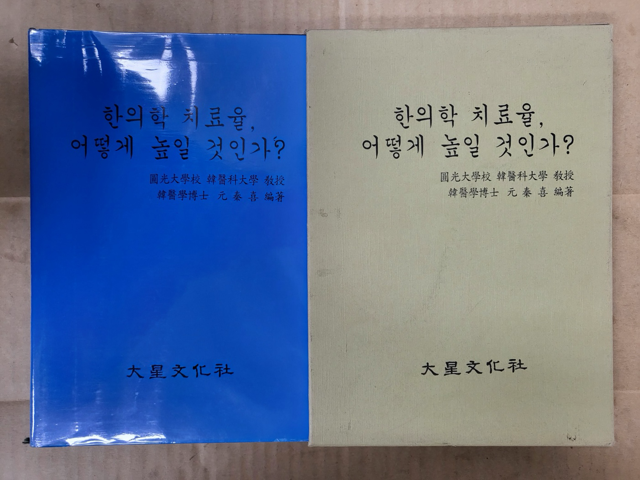 한의학 치료율,
어떻게 높일 것인가?
圓光大學校 韓醫科大學 敎授
韓醫學博士 元 秦 喜 編著
大星文化社
한의학 치료율,
어떻게 높일 것인가?
圓光大學校 韓醫科大學 敎授
韓醫學博士 元 秦 喜 編著
大星文化社